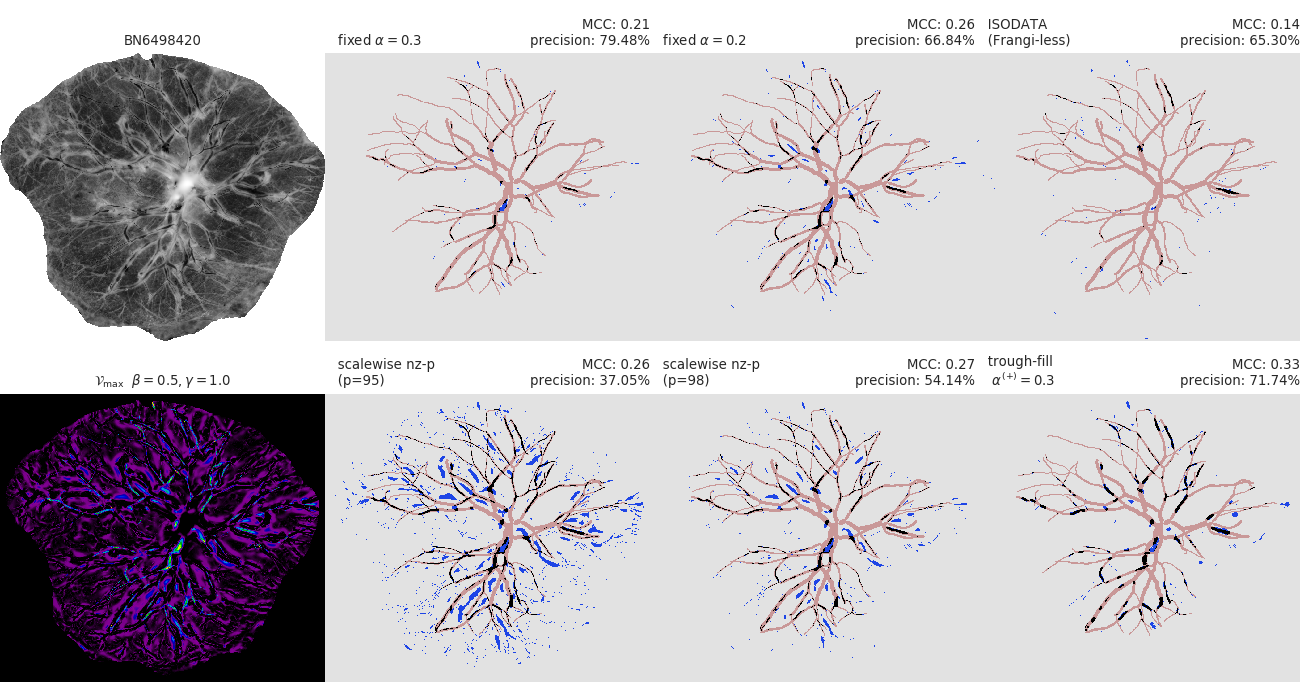 BN6498420
fixed α = 0.3
MCC: 0.21
precision: 79.48%
fixed α = 0.2
MCC: 0.26
precision: 66.84%
ISODATA
(Frangi-less)
MCC: 0.14
precision: 65.30%
𝒱max β = 0.5, γ = 1.0
scalewise nz-p
(p=95)
MCC: 0.26
precision: 37.05%
scalewise nz-p
(p=98)
MCC: 0.27
precision: 54.14%
trough-fill
α(+) = 0.3
MCC: 0.33
precision: 71.74%